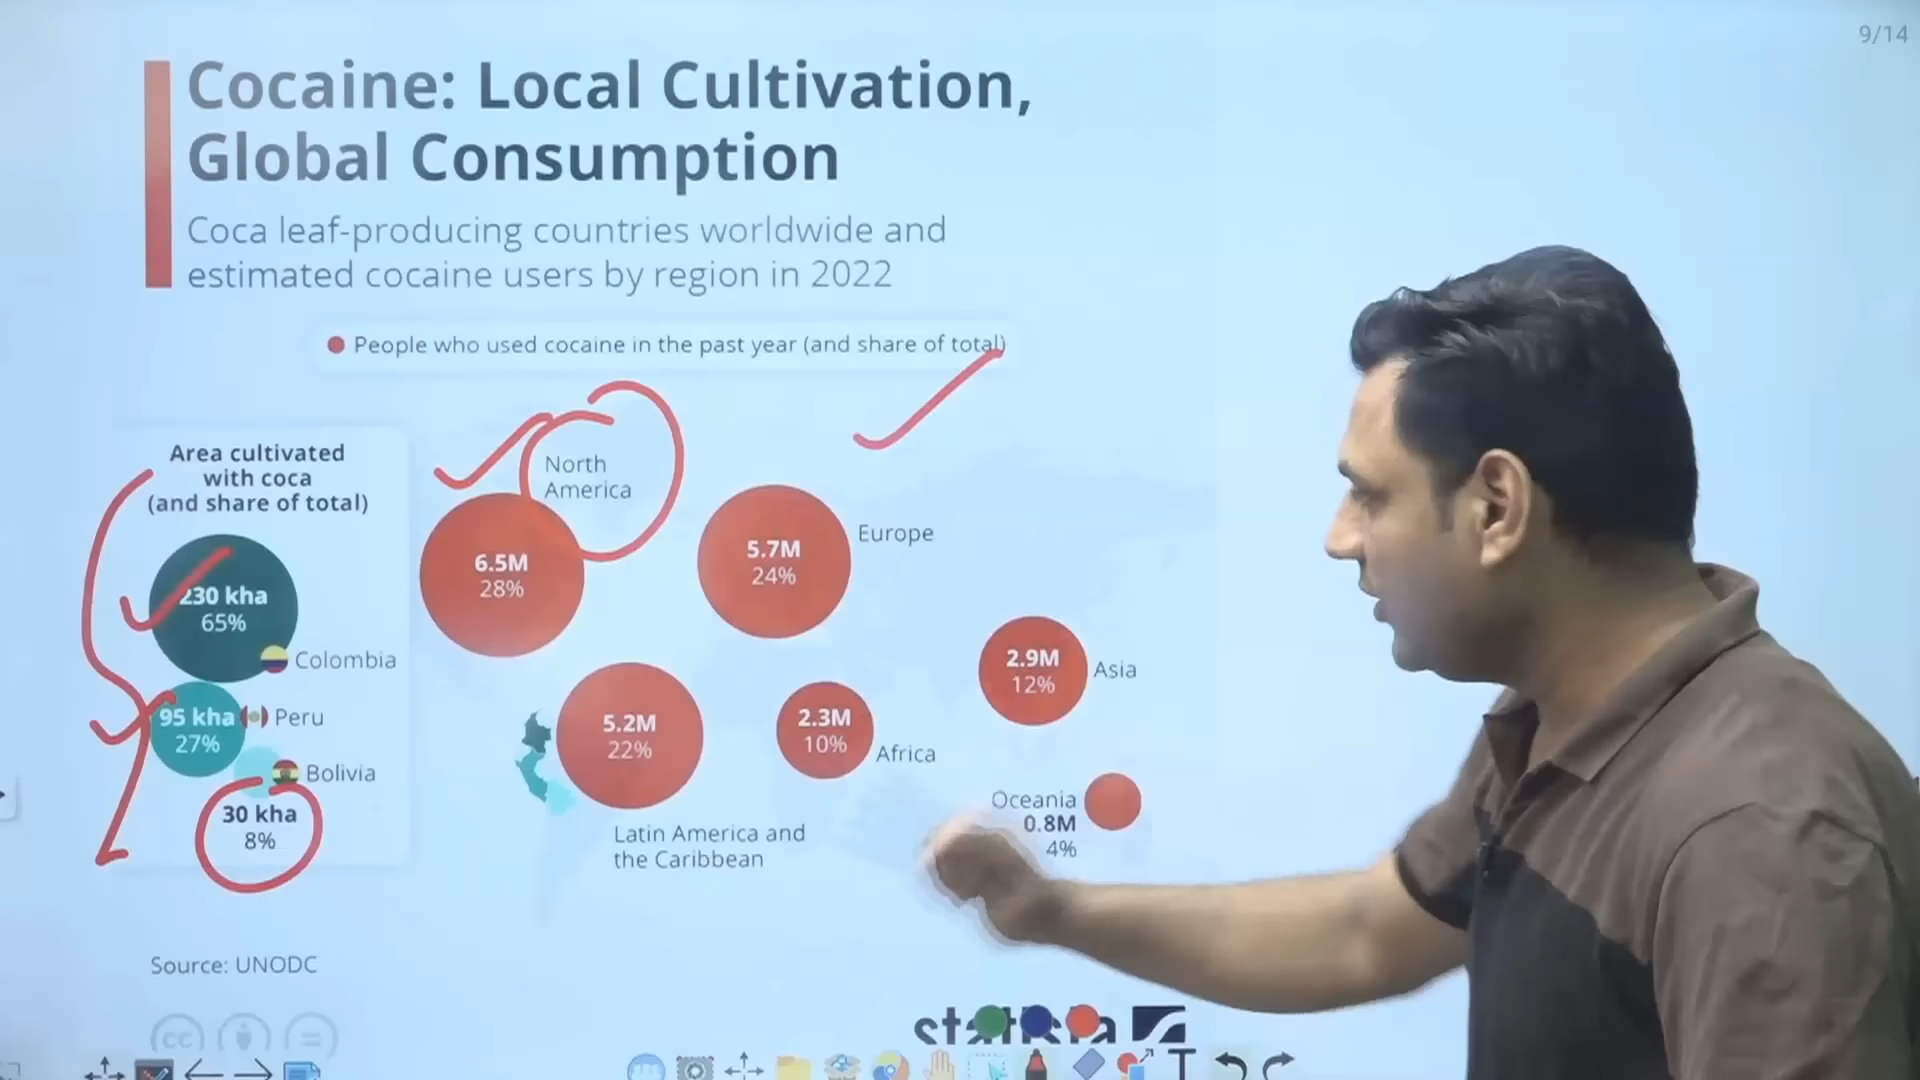 9/14
Cocaine: Local Cultivation,
Global Consumption
Coca leaf-producing countries worldwide and
estimated cocaine users by region in 2022
People who used cocaine in the past year (and share of total)
Area cultivated
with coca
(and share of total)
230 kha
65%
Colombia
95 kha
27%
Peru
Bolivia
30 kha
8%
North
America
6.5M
28%
5.7M
24%
Europe
2.9M
12%
Asia
5.2M
22%
Latin America and
the Caribbean
2.3M
10%
Africa
Oceania
0.8M
4%
Source: UNODC
cc
T